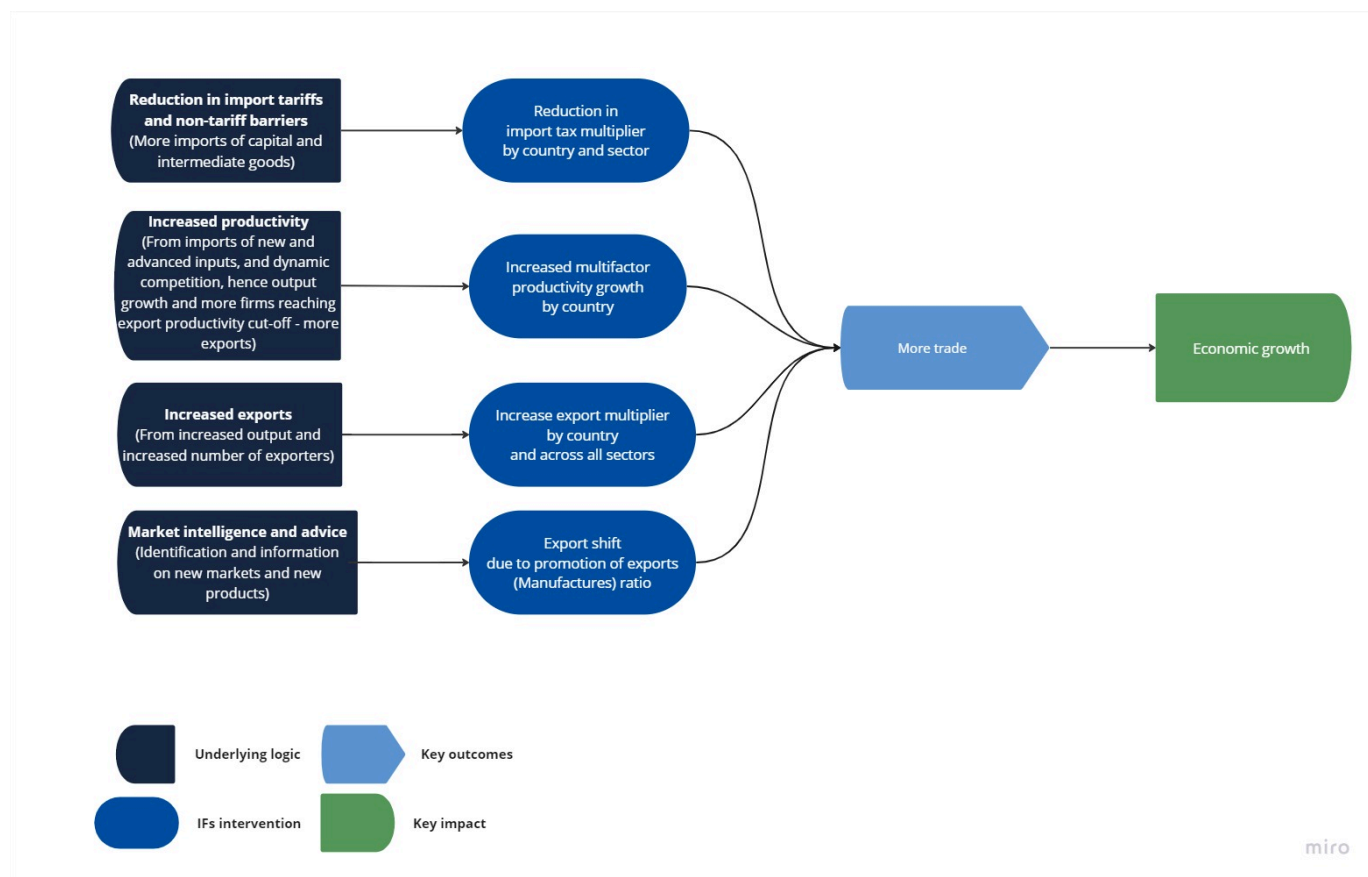 Reduction in import tariffs
and non-tariff barriers
(More imports of capital and
intermediate goods)
Reduction in
import tax multiplier
by country and sector
Increased productivity
(From imports of new and
advanced inputs, and dynamic
competition, hence output
growth and more firms reaching
export productivity cut-off - more
exports)
Increased multifactor
productivity growth
by country
More trade
Economic growth
Increased exports
(From increased output and
increased number of exporters)
Increase export multiplier
by country
and across all sectors
Market intelligence and advice
(Identification and information
on new markets and new
products)
Export shift
due to promotion of exports
(Manufactures) ratio
Underlying logic
Key outcomes
IFs intervention
Key impact
miro